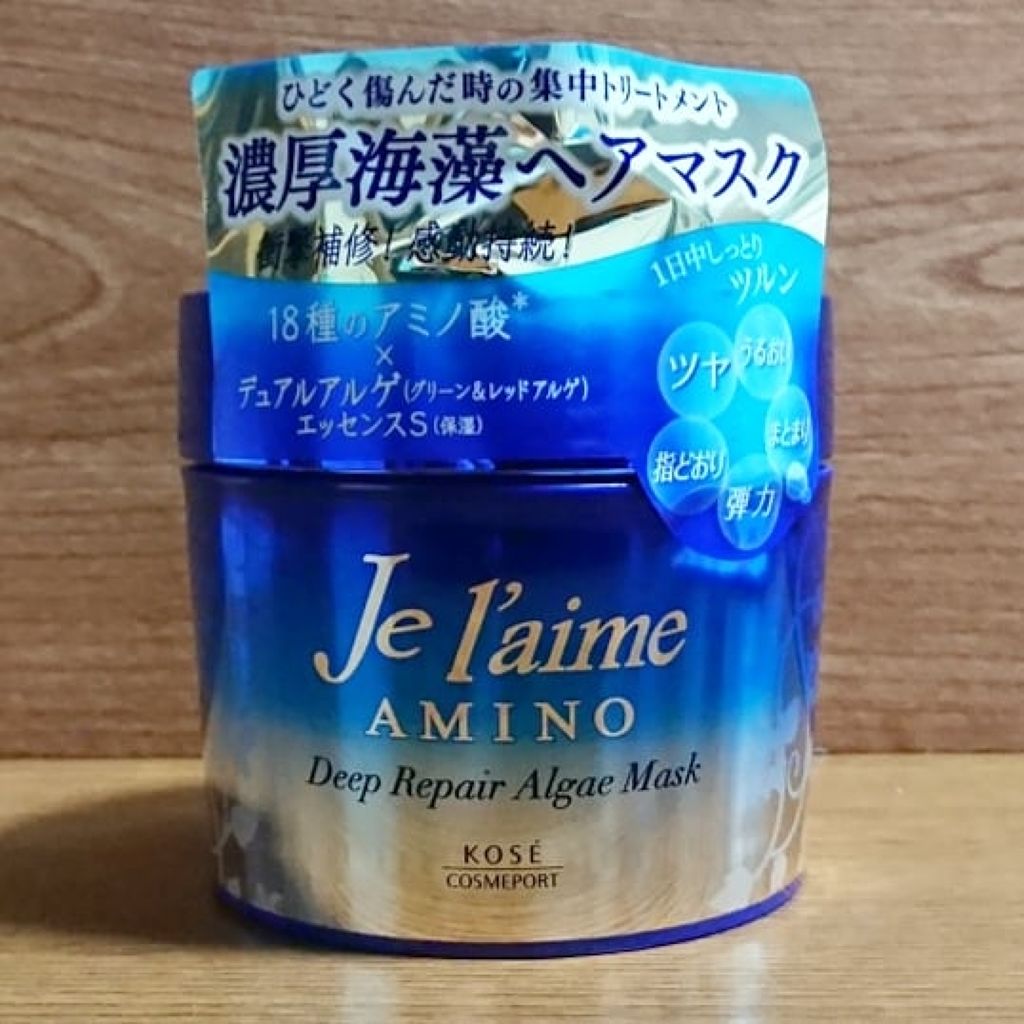 ひどく傷んだ時の集中トリートメント
濃厚海藻ヘアマスク
衝撃補修!感動持続!
1日中しっとり
ツルン
18種のアミノ酸*
×
デュアルアルゲ(グリーン&レッドアルゲ)
エッセンスS(保湿)
ツヤ
うるおい
まとまり
指どおり
弾力
Je l'aime
AMINO
Deep Repair Algae Mask
KOSÉ
COSMEPORT